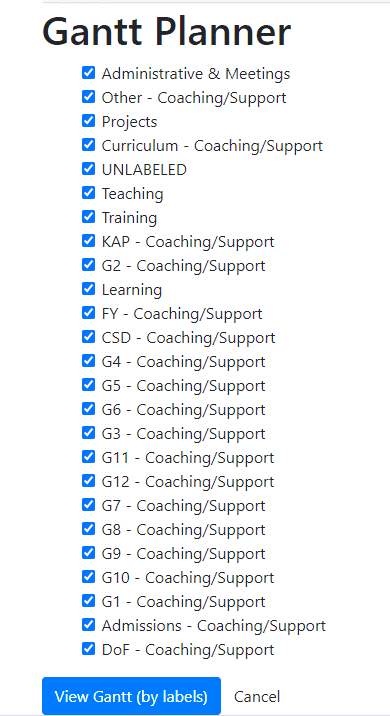 Gantt Planner
Administrative & Meetings
Other - Coaching/Support
Projects
Curriculum - Coaching/Support
UNLABELED
Teaching
Training
KAP - Coaching/Support
G2 - Coaching/Support
Learning
FY - Coaching/Support
CSD - Coaching/Support
G4 - Coaching/Support
G5 - Coaching/Support
G6 - Coaching/Support
G3 - Coaching/Support
G11 - Coaching/Support
G12 - Coaching/Support
G7 - Coaching/Support
G8 - Coaching/Support
G9 - Coaching/Support
G10 - Coaching/Support
G1 - Coaching/Support
Admissions - Coaching/Support
DoF - Coaching/Support
View Gantt (by labels) Cancel